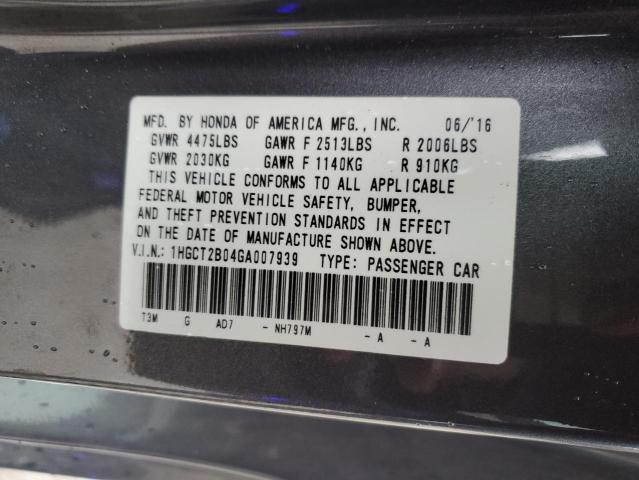 MFD. BY HONDA OF AMERICA MFG., INC. 06/'16
GVWR 4475LBS GAWR F 2513LBS R 2006LBS
GVWR 2030KG GAWR F 1140KG R 910KG
THIS VEHICLE CONFORMS TO ALL APPLICABLE
FEDERAL MOTOR VEHICLE SAFETY, BUMPER,
AND THEFT PREVENTION STANDARDS IN EFFECT
ON THE DATE OF MANUFACTURE SHOWN ABOVE.
V.I.N.: 1HGCT2B04GA007939 TYPE: PASSENGER CAR
T3M G AD7 - NH797M - A - A